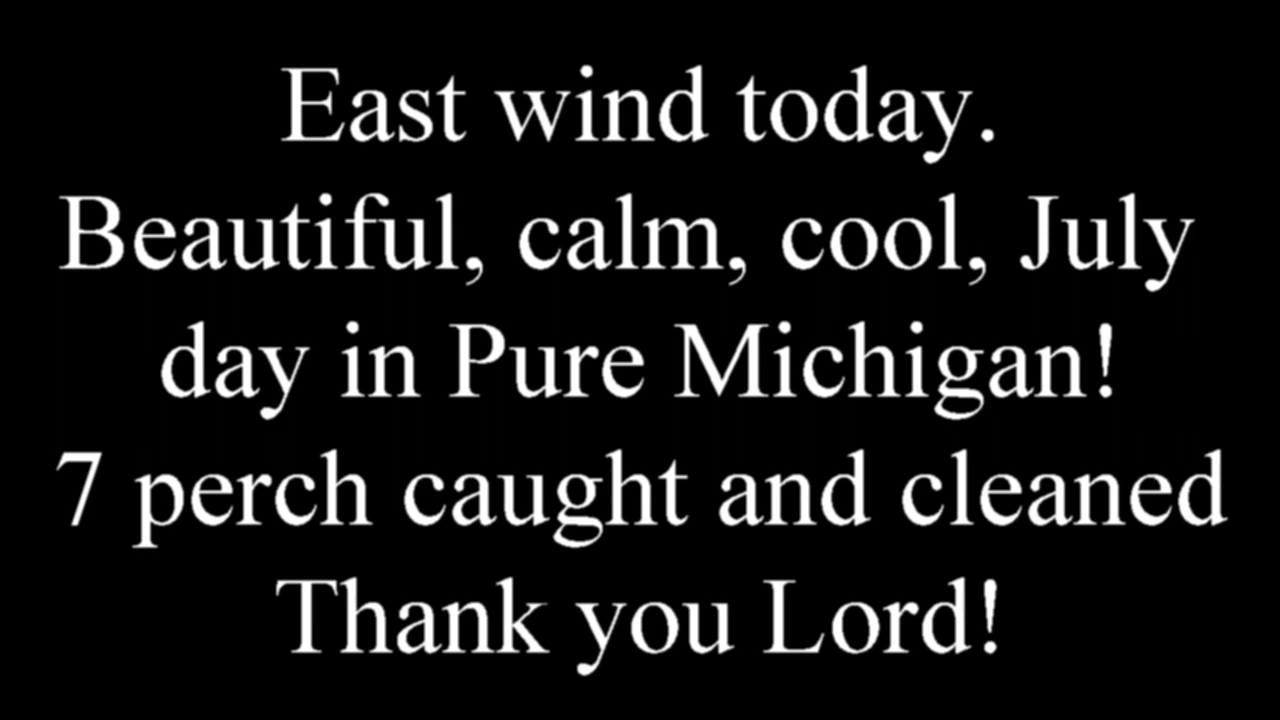 East wind today.
Beautiful, calm, cool, July
day in Pure Michigan!
7 perch caught and cleaned
Thank you Lord!